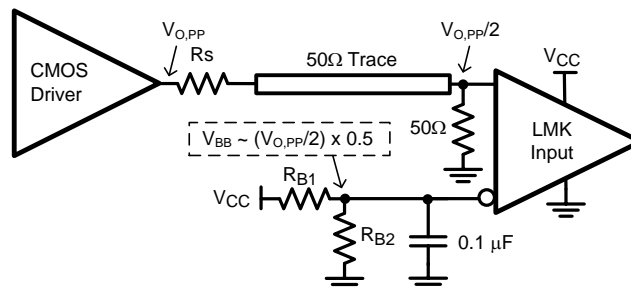 V_O,PP
V_O,PP/2
CMOS
Driver
Rs
50Ω Trace
V_CC
50Ω
LMK
Input
V_BB ~ (V_O,PP/2) x 0.5
V_CC
R_B1
R_B2
0.1 µF